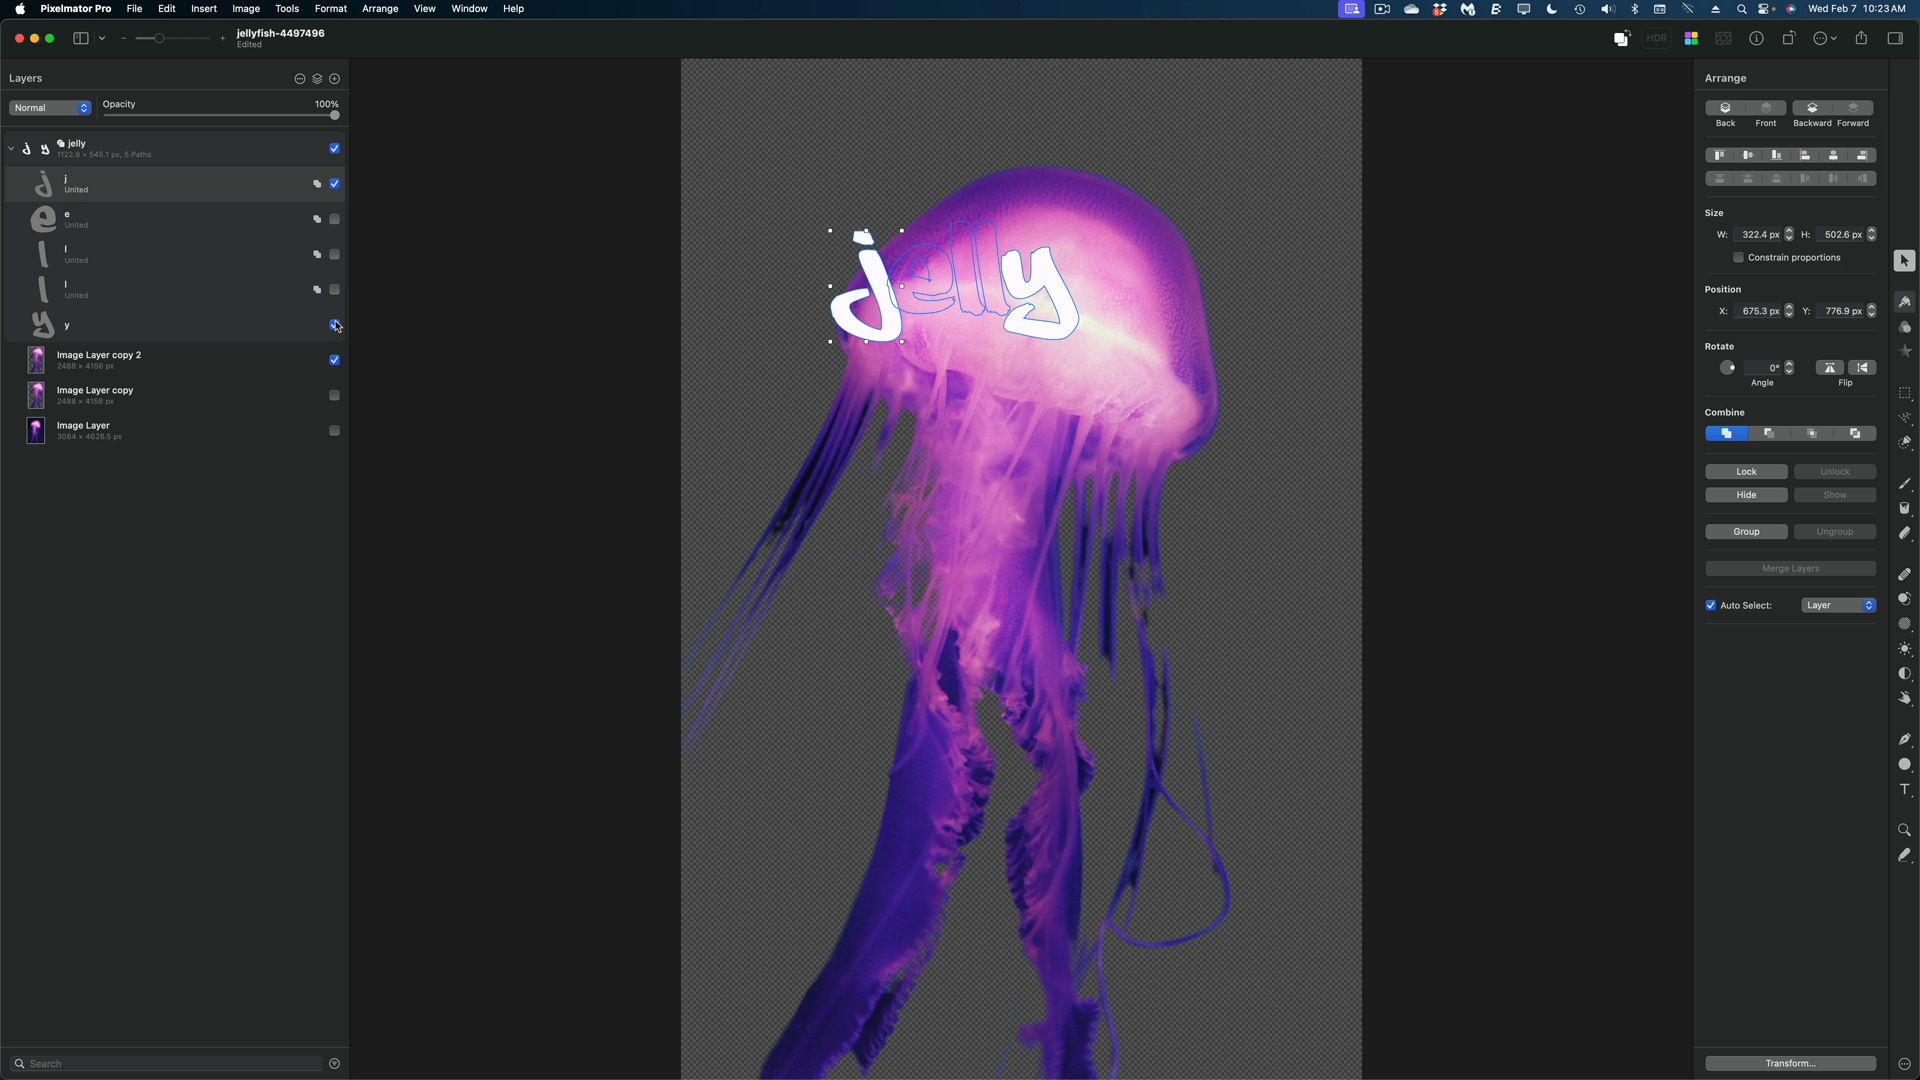 Pixelmator Pro File Edit Insert Image Tools Format Arrange View Window Help Wed Feb 7 10:23 AM
jellyfish-4497496 HDR
Edited
Layers
Normal Opacity 100%
jelly
1122.9 × 545.1 px, 5 Paths
j
United
e
United
l
United
l
United
y
Image Layer copy 2
2488 × 4156 px
Image Layer copy
2488 × 4156 px
Image Layer
3084 × 4626.5 px
Search
jelly
Arrange
Back Front Backward Forward
Size
W: 322.4 px H: 502.6 px
Constrain proportions
Position
X: 675.3 px Y: 776.9 px
Rotate
0°
Angle Flip
Combine
Lock Unlock
Hide Show
Group Ungroup
Merge Layers
Auto Select: Layer
Transform...